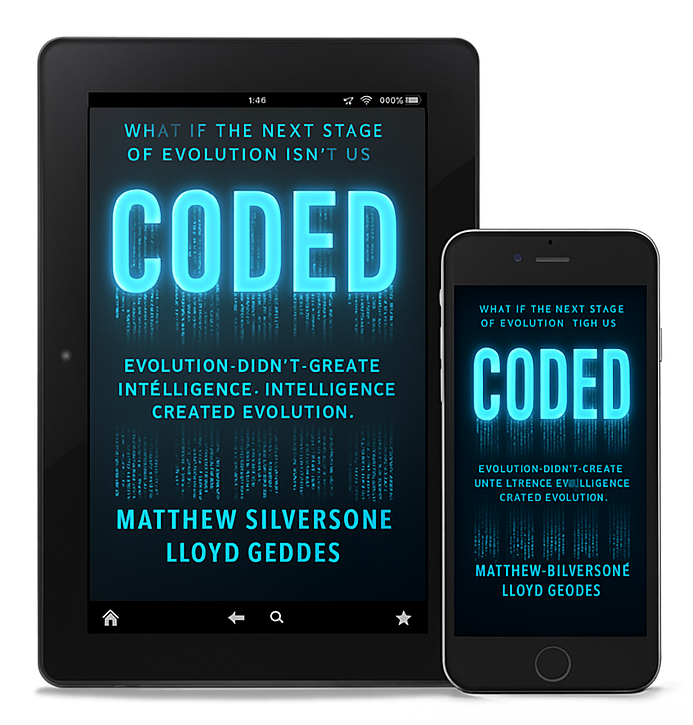 1:46 000%
WHAT IF THE NEXT STAGE
OF EVOLUTION ISN'T US
CODED
EVOLUTION-DIDN'T-GREATE
INTÉLLIGENCE. INTELLIGENCE
CREATED EVOLUTION.
MATTHEW SILVERSONE
LLOYD GEDDES
WHAT IF THE NEXT STAGE
OF EVOLUTION TIGH US
CODED
EVOLUTION-DIDN'T-CREATE
UNTE LTRENCE LLIGENCE
CRATED EVOLUTION.
MATTHEW-BILVERSONÉ
LLOYD GEODES